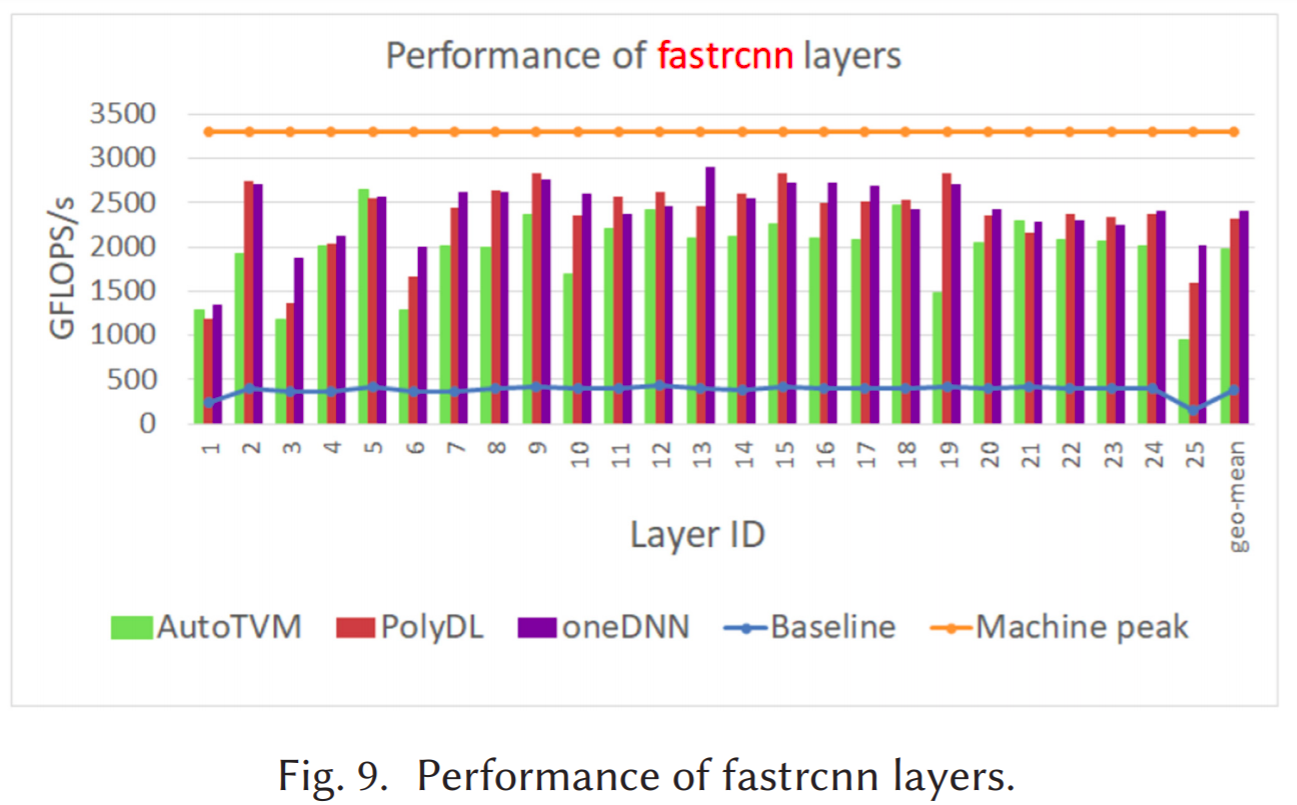 Performance of fastrcnn layers
3500
3000
2500
2000
1500
1000
500
0
GFLOPS/s
1 2 3 4 5 6 7 8 9 10 11 12 13 14 15 16 17 18 19 20 21 22 23 24 25 geo-mean
Layer ID
AutoTVM PolyDL oneDNN Baseline Machine peak
Fig. 9. Performance of fastrcnn layers.